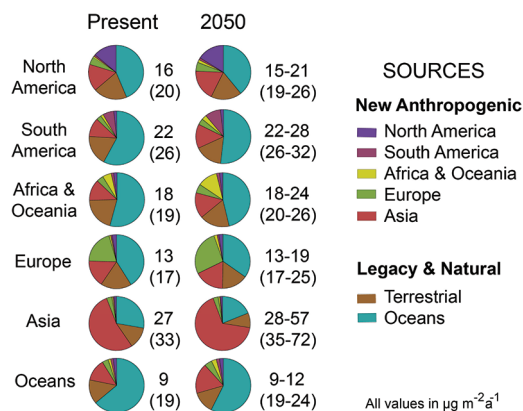 Present 2050
North America 16 (20) 15-21 (19-26)
South America 22 (26) 22-28 (26-32)
Africa & Oceania 18 (19) 18-24 (20-26)
Europe 13 (17) 13-19 (17-25)
Asia 27 (33) 28-57 (35-72)
Oceans 9 (19) 9-12 (19-24)
SOURCES
New Anthropogenic
North America
South America
Africa & Oceania
Europe
Asia
Legacy & Natural
Terrestrial
Oceans
All values in µg m⁻²a⁻¹